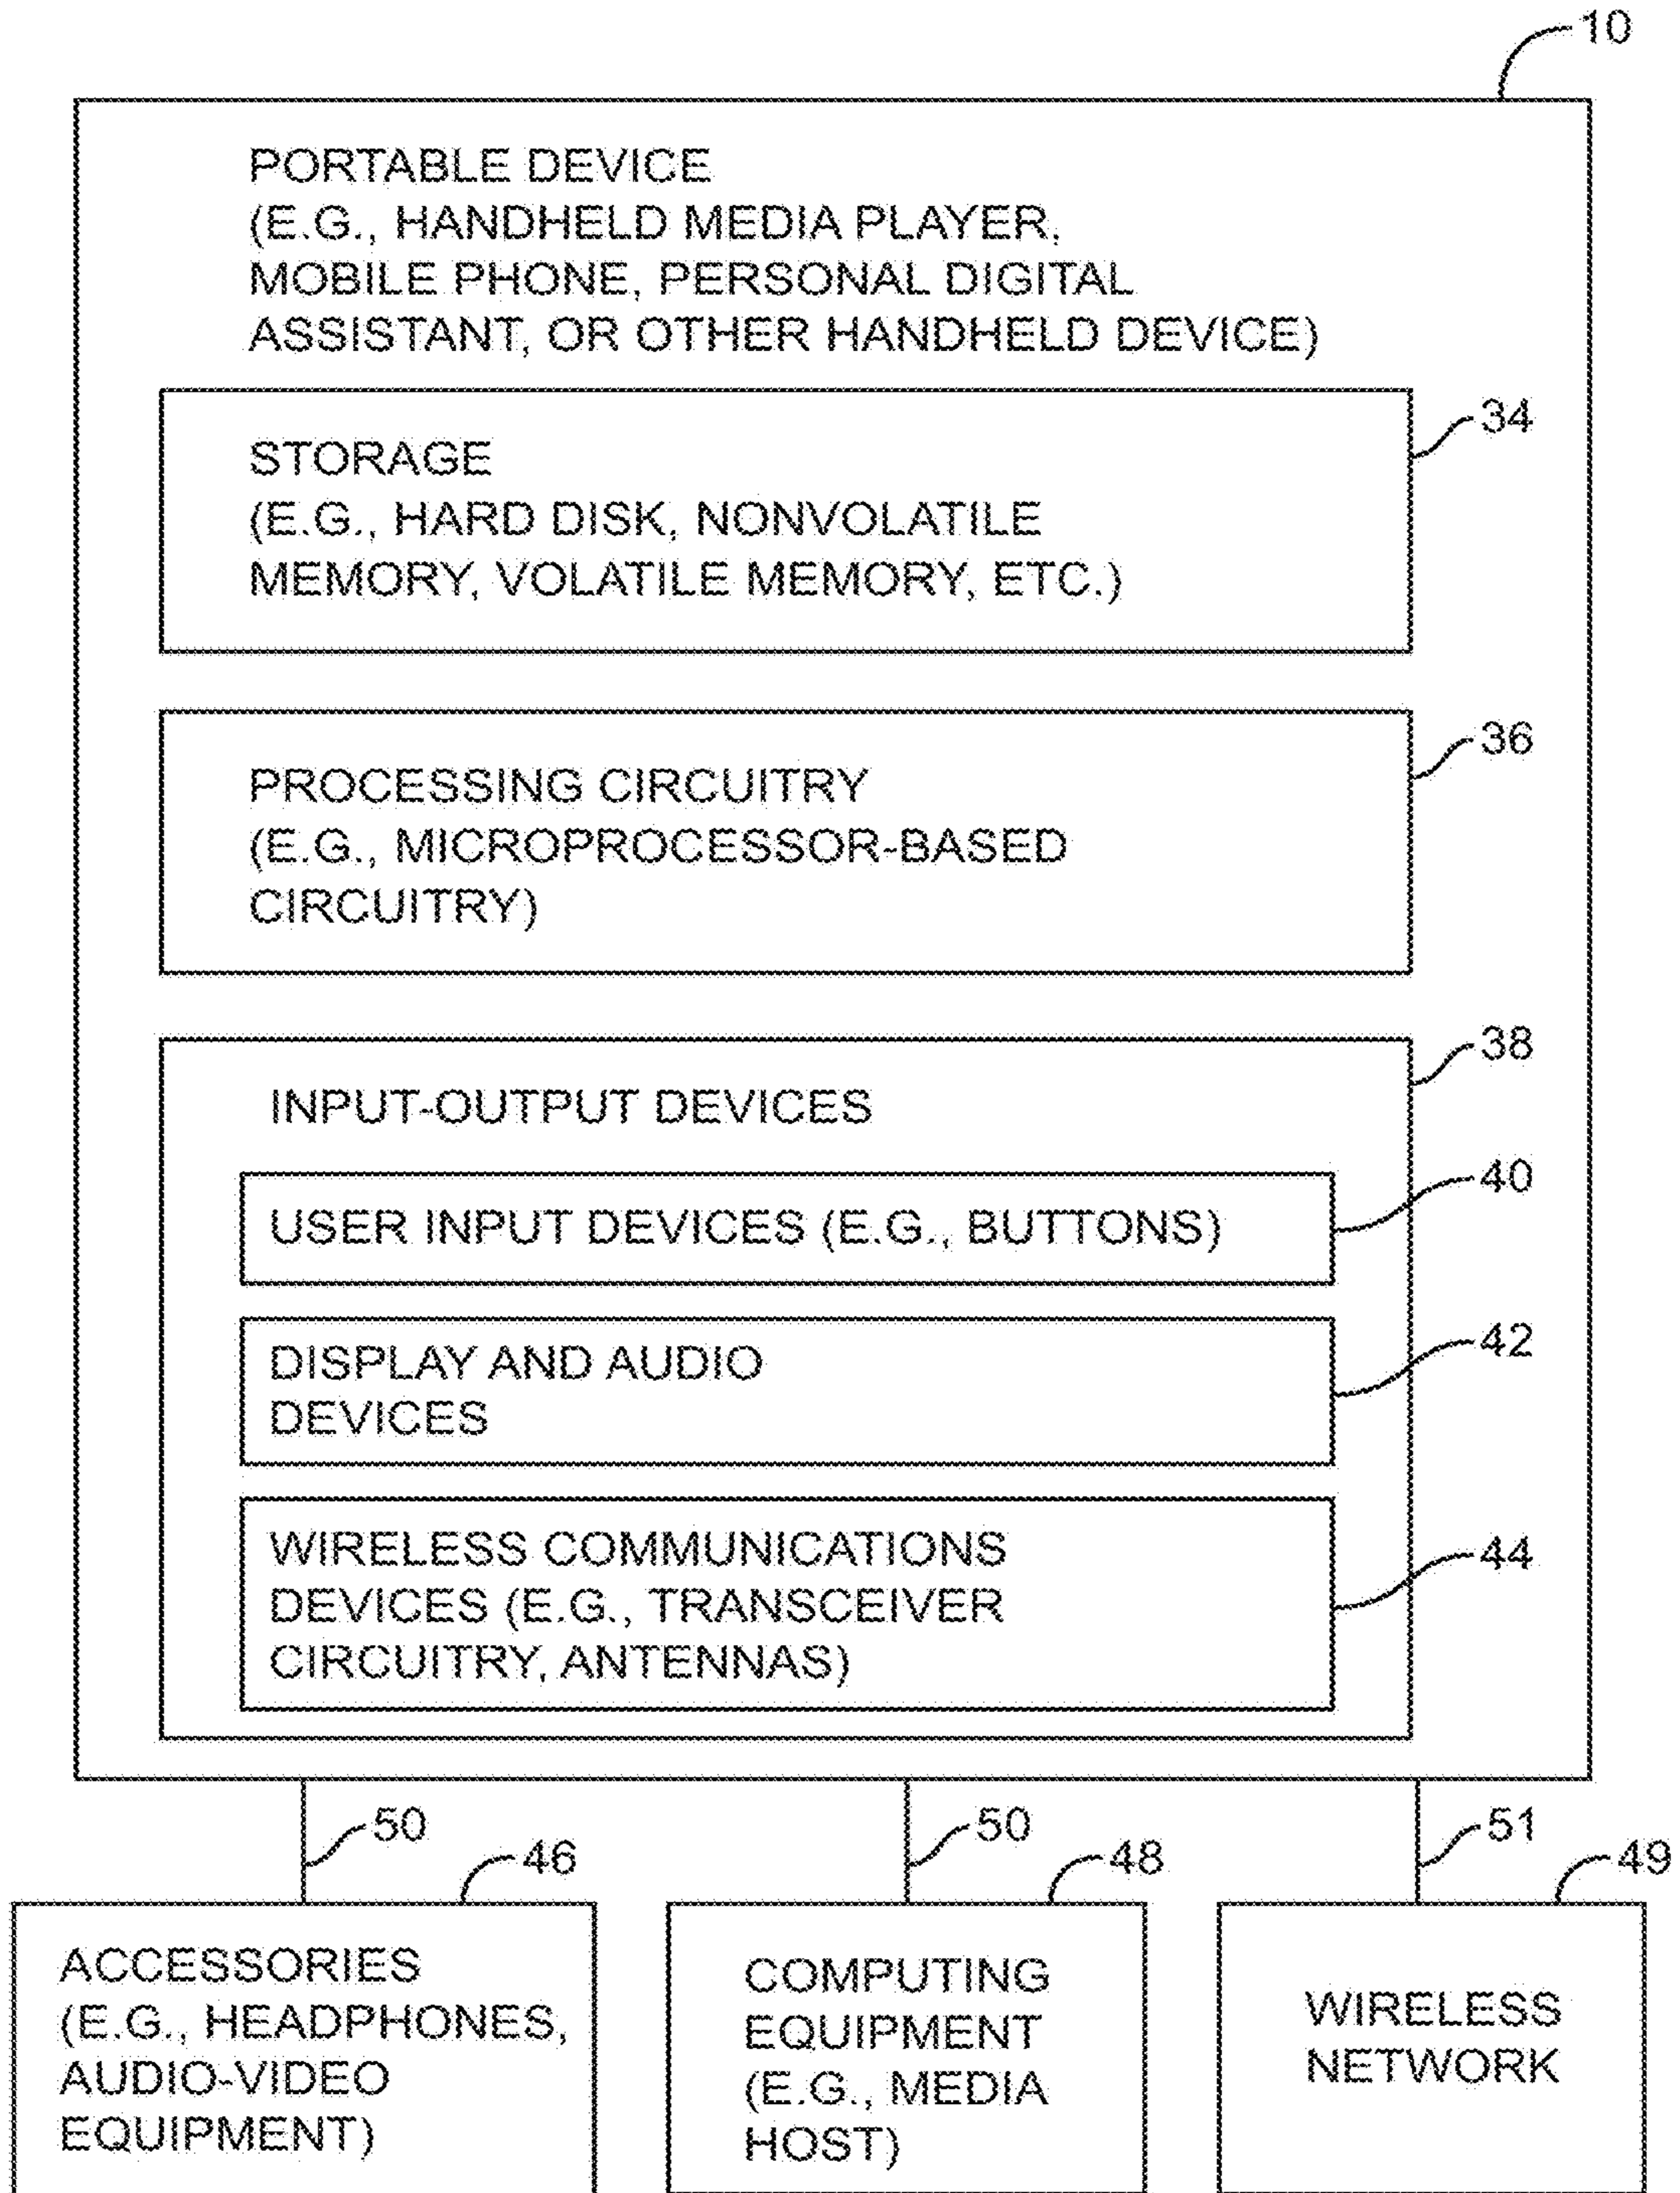 10
PORTABLE DEVICE
(E.G., HANDHELD MEDIA PLAYER,
MOBILE PHONE, PERSONAL DIGITAL
ASSISTANT, OR OTHER HANDHELD DEVICE)
34
STORAGE
(E.G., HARD DISK, NONVOLATILE
MEMORY, VOLATILE MEMORY, ETC.)
36
PROCESSING CIRCUITRY
(E.G., MICROPROCESSOR-BASED
CIRCUITRY)
38
INPUT-OUTPUT DEVICES
40
USER INPUT DEVICES (E.G., BUTTONS)
42
DISPLAY AND AUDIO
DEVICES
44
WIRELESS COMMUNICATIONS
DEVICES (E.G., TRANSCEIVER
CIRCUITRY, ANTENNAS)
50
50
51
46
48
49
ACCESSORIES
(E.G., HEADPHONES,
AUDIO-VIDEO
EQUIPMENT)
COMPUTING
EQUIPMENT
(E.G., MEDIA
HOST)
WIRELESS
NETWORK